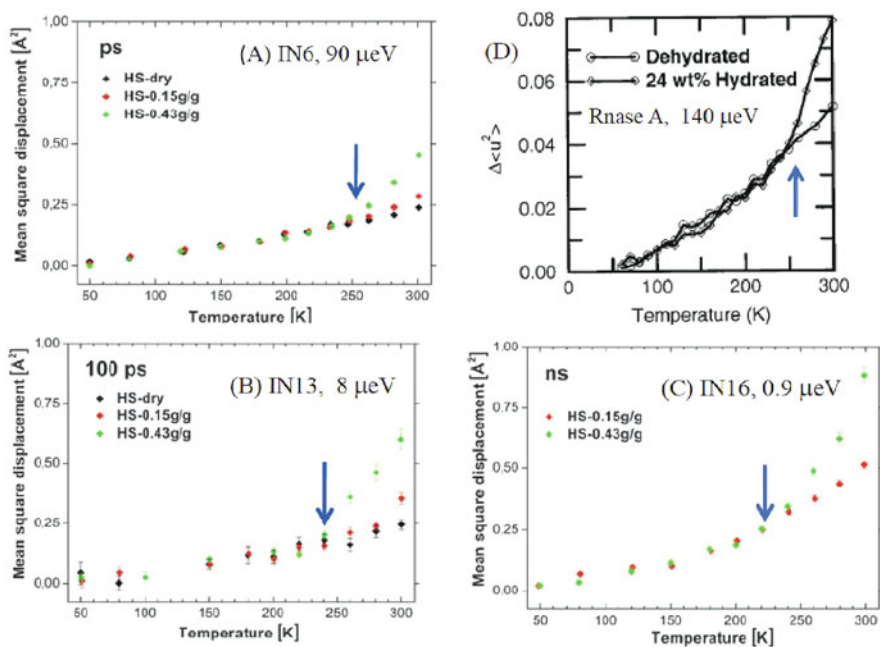 Mean square displacement [Å²]
1,00
0,75
0,50
0,25
0,00
ps
(A) IN6, 90 µeV
HS-dry
HS-0.15g/g
HS-0.43g/g
50 100 150 200 250 300
Temperature [K]
Δ<u²>
0.08
0.06
0.04
0.02
0.00
(D)
Dehydrated
24 wt% Hydrated
Rnase A, 140 µeV
0 100 200 300
Temperature (K)
Mean square displacement [Å²]
1,00
0,75
0,50
0,25
0,00
100 ps
(B) IN13, 8 µeV
HS-dry
HS-0.15g/g
HS-0.43g/g
50 100 150 200 250 300
Temperature [K]
Mean square displacement [Å²]
1,00
0,75
0,50
0,25
0,00
ns
(C) IN16, 0.9 µeV
HS-0.15g/g
HS-0.43g/g
50 100 150 200 250 300
Temperature [K]